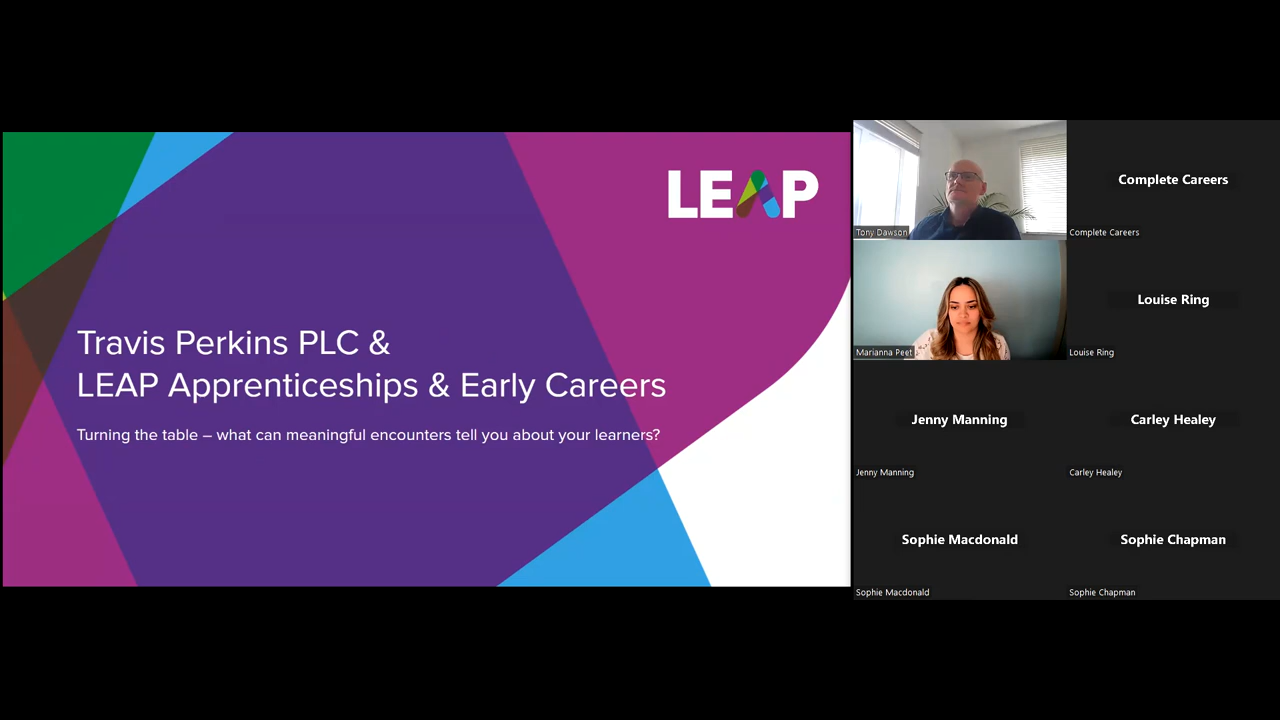 LEAP
Travis Perkins PLC &
LEAP Apprenticeships & Early Careers
Turning the table – what can meaningful encounters tell you about your learners?
Tony Dawson
Complete Careers
Complete Careers
Marianna Peet
Louise Ring
Louise Ring
Jenny Manning
Jenny Manning
Carley Healey
Carley Healey
Sophie Macdonald
Sophie Macdonald
Sophie Chapman
Sophie Chapman